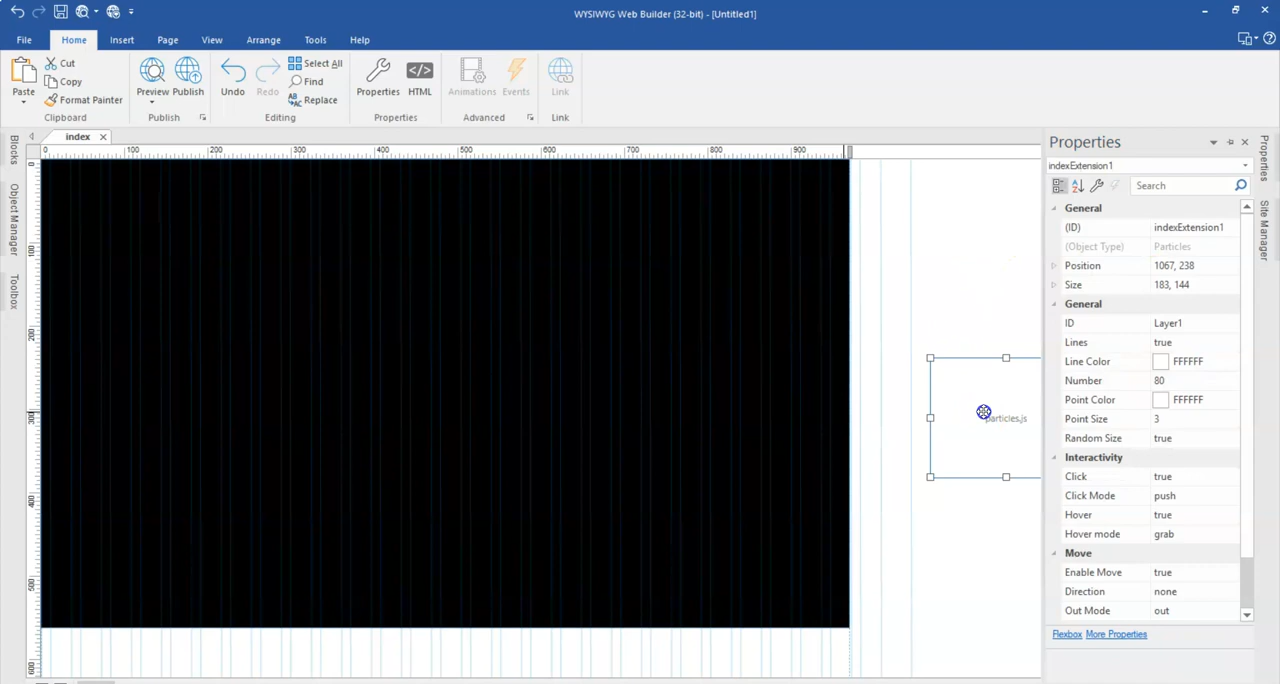 WYSIWYG Web Builder (32-bit) - [Untitled1]
File Home Insert Page View Arrange Tools Help
Paste
Cut
Copy
Format Painter
Clipboard
Preview Publish
Publish
Undo Redo
Select All
Find
Replace
Editing
Properties HTML
Properties
Animations Events
Advanced
Link
Link
index
0 100 200 300 400 500 600 700 800 900
0
100
200
300
400
500
600
Blocks
Object Manager
Toolbox
particles.js
Properties
indexExtension1
Search
General
(ID) indexExtension1
(Object Type) Particles
Position 1067, 238
Size 183, 144
General
ID Layer1
Lines true
Line Color FFFFFF
Number 80
Point Color FFFFFF
Point Size 3
Random Size true
Interactivity
Click true
Click Mode push
Hover true
Hover mode grab
Move
Enable Move true
Direction none
Out Mode out
Flexbox More Properties
Properties
Site Manager